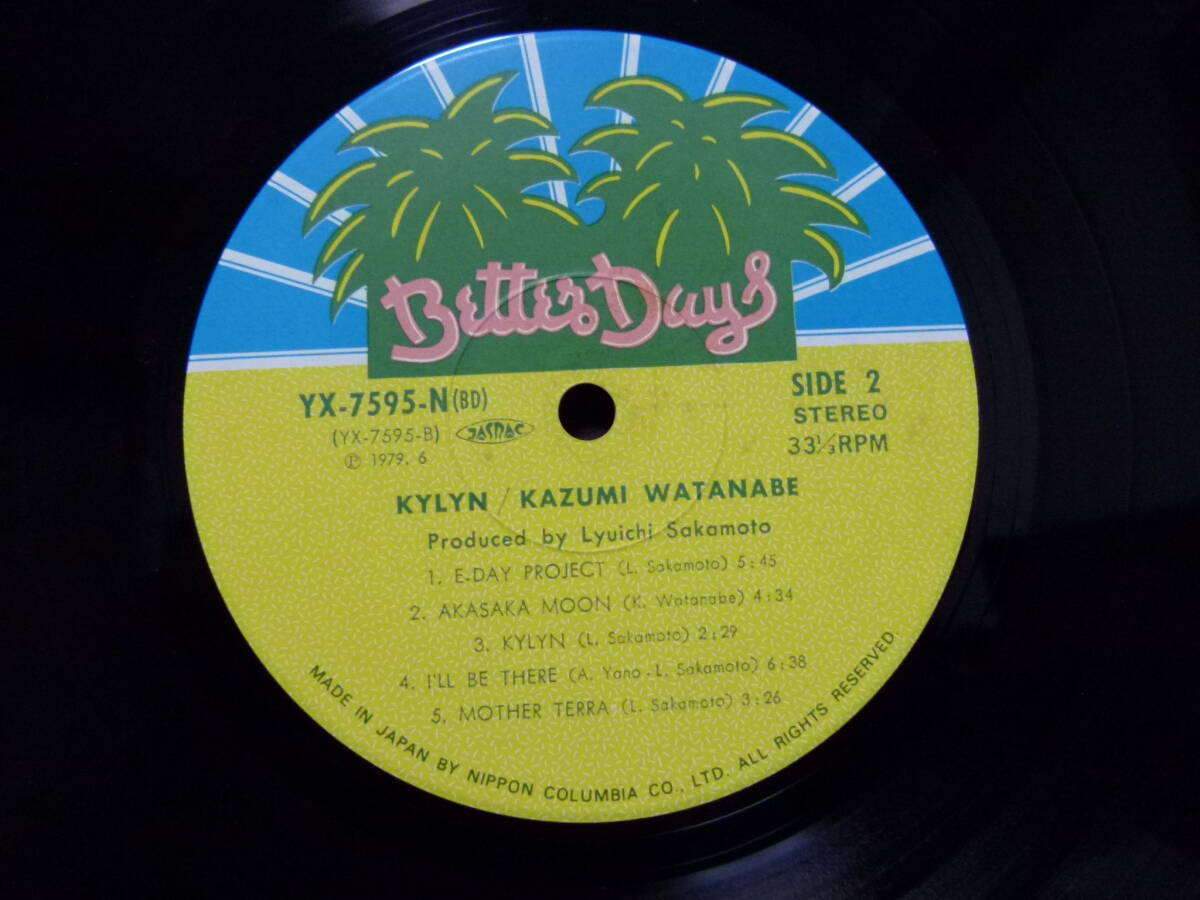 Better Days
YX-7595-N(BD)
(YX-7595-B) JASRAC
Ⓟ 1979. 6
SIDE 2
STEREO
33⅓RPM
KYLYN / KAZUMI WATANABE
Produced by Lyuichi Sakamoto
1. E-DAY PROJECT (L. Sakamoto) 5:45
2. AKASAKA MOON (K. Watanabe) 4:34
3. KYLYN (L. Sakamoto) 2:29
4. I'LL BE THERE (A. Yano - L. Sakamoto) 6:38
5. MOTHER TERRA (L. Sakamoto) 3:26
MADE IN JAPAN BY NIPPON COLUMBIA CO., LTD. ALL RIGHTS RESERVED.